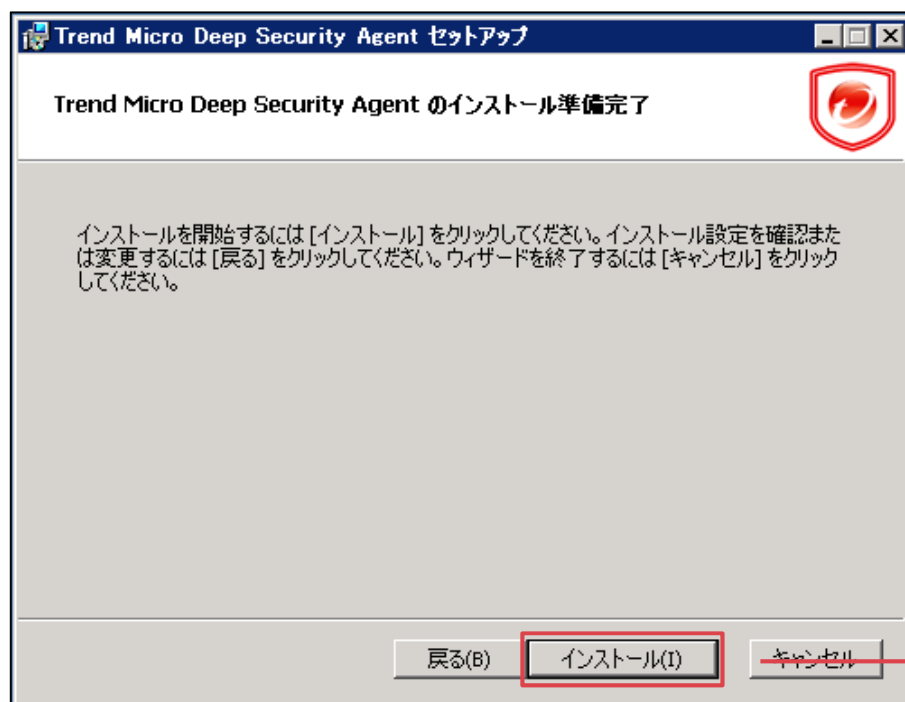 Trend Micro Deep Security Agent セットアップ
Trend Micro Deep Security Agent のインストール準備完了
インストールを開始するには [インストール] をクリックしてください。インストール設定を確認また
は変更するには [戻る] をクリックしてください。ウィザードを終了するには [キャンセル] をクリック
してください。
戻る(B)
インストール(I)
キャンセル